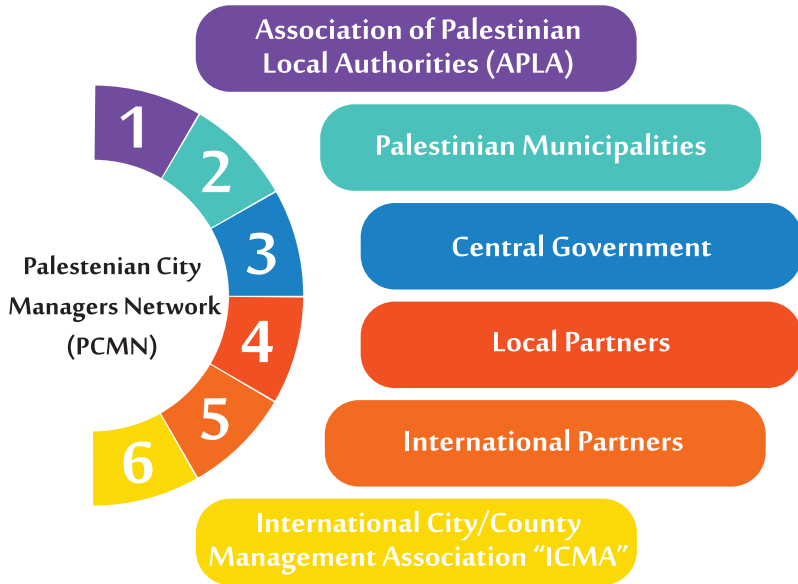 Association of Palestinian
Local Authorities (APLA)
1
2
Palestinian Municipalities
3
Central Government
Palestenian City
Managers Network
(PCMN)
4
Local Partners
5
International Partners
6
International City/County
Management Association “ICMA”